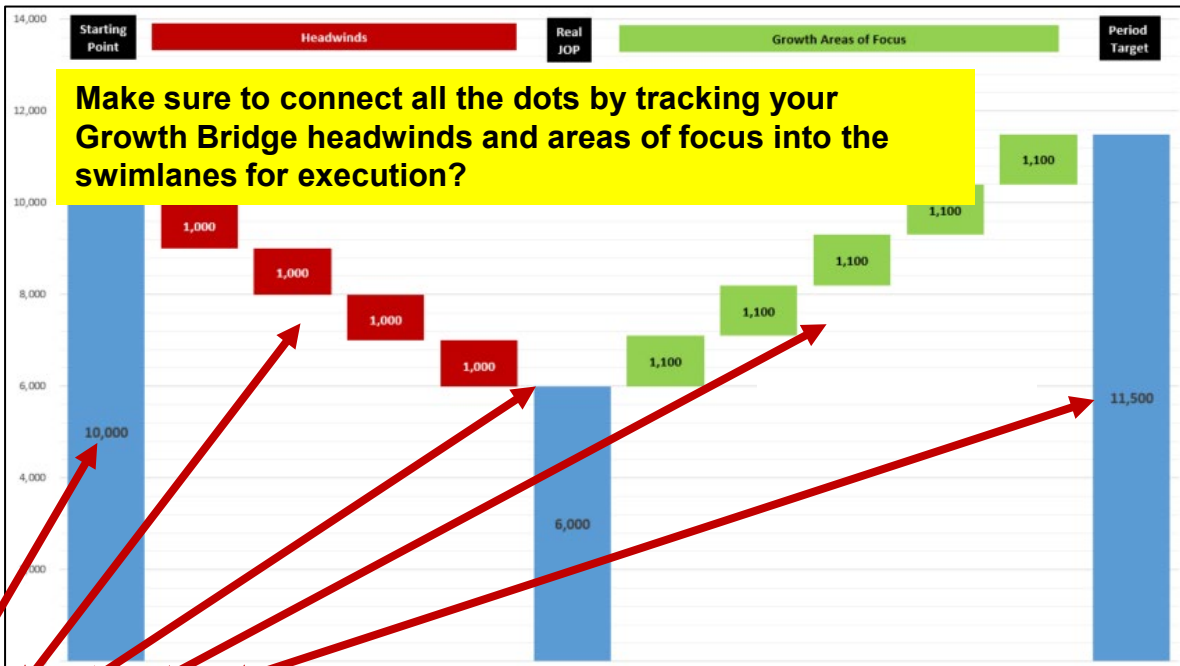 14,000
Starting
Point
Headwinds
Real
JOP
Growth Areas of Focus
Period
Target
Make sure to connect all the dots by tracking your
Growth Bridge headwinds and areas of focus into the
swimlanes for execution?
12,000
1,100
10,000
1,000
1,100
1,000
1,100
8,000
1,000
1,100
1,000
1,100
6,000
10,000
11,500
4,000
6,000